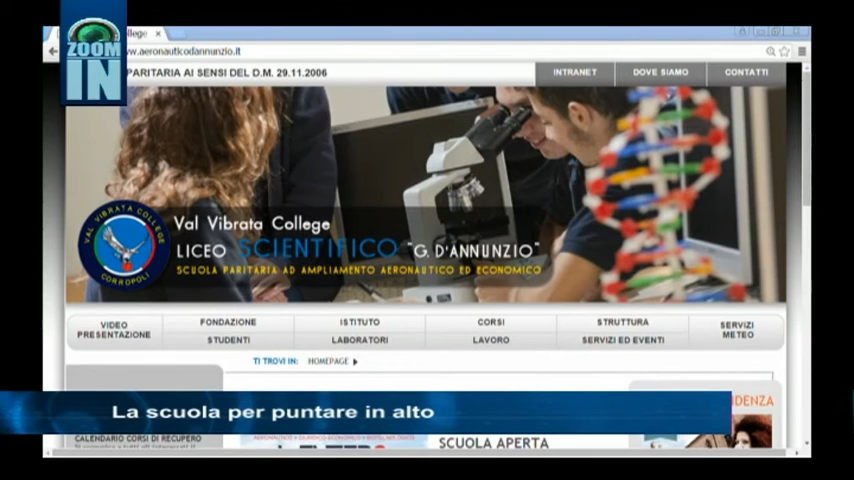 ZOOM
IN
llege
w.aeronauticodannunzio.it
PARITARIA AI SENSI DEL D.M. 29.11.2006
INTRANET DOVE SIAMO CONTATTI
VAL VIBRATA COLLEGE
CORROPOLI
Val Vibrata College
LICEO SCIENTIFICO "G. D'ANNUNZIO"
SCUOLA PARITARIA AD AMPLIAMENTO AERONAUTICO ED ECONOMICO
VIDEO PRESENTAZIONE
FONDAZIONE ISTITUTO CORSI STRUTTURA
SERVIZI METEO
STUDENTI LABORATORI LAVORO SERVIZI ED EVENTI
TI TROVI IN: HOMEPAGE
La scuola per puntare in alto
IDENZA
CALENDARIO CORSI DI RECUPERO
SCUOLA APERTA